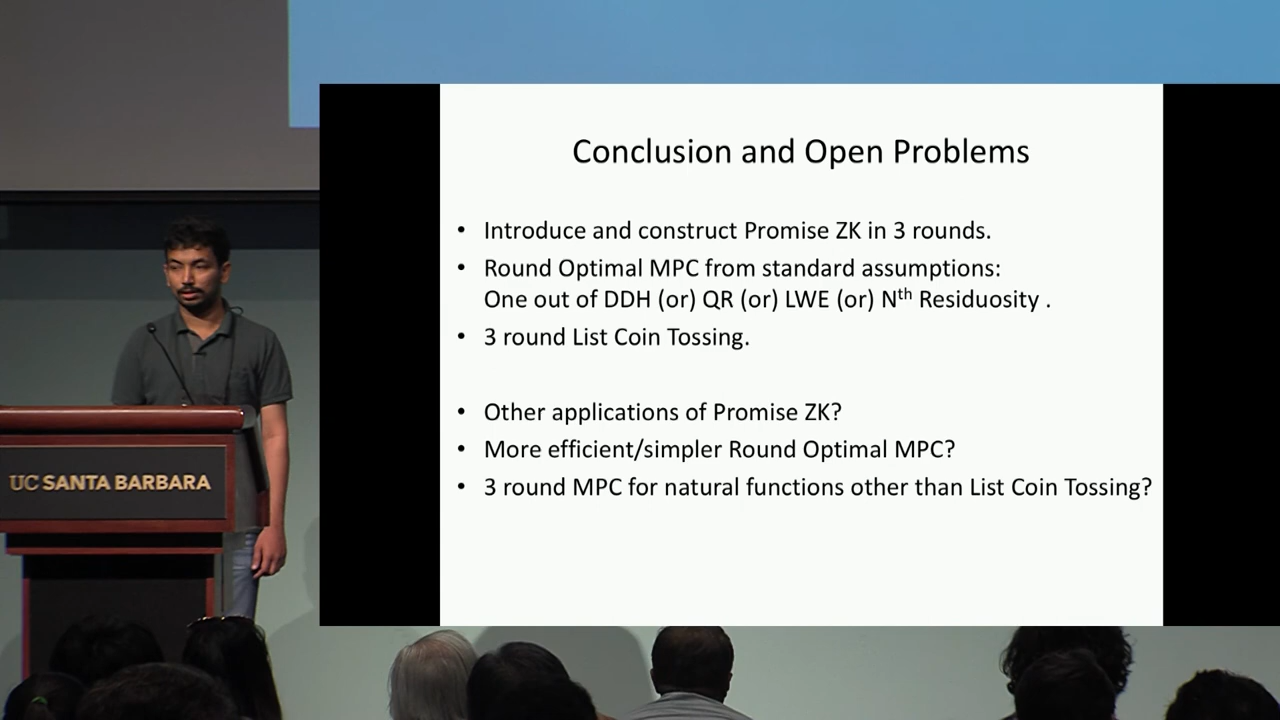 Conclusion and Open Problems
• Introduce and construct Promise ZK in 3 rounds.
• Round Optimal MPC from standard assumptions:
One out of DDH (or) QR (or) LWE (or) Nth Residuosity .
• 3 round List Coin Tossing.
• Other applications of Promise ZK?
• More efficient/simpler Round Optimal MPC?
• 3 round MPC for natural functions other than List Coin Tossing?
UC SANTA BARBARA